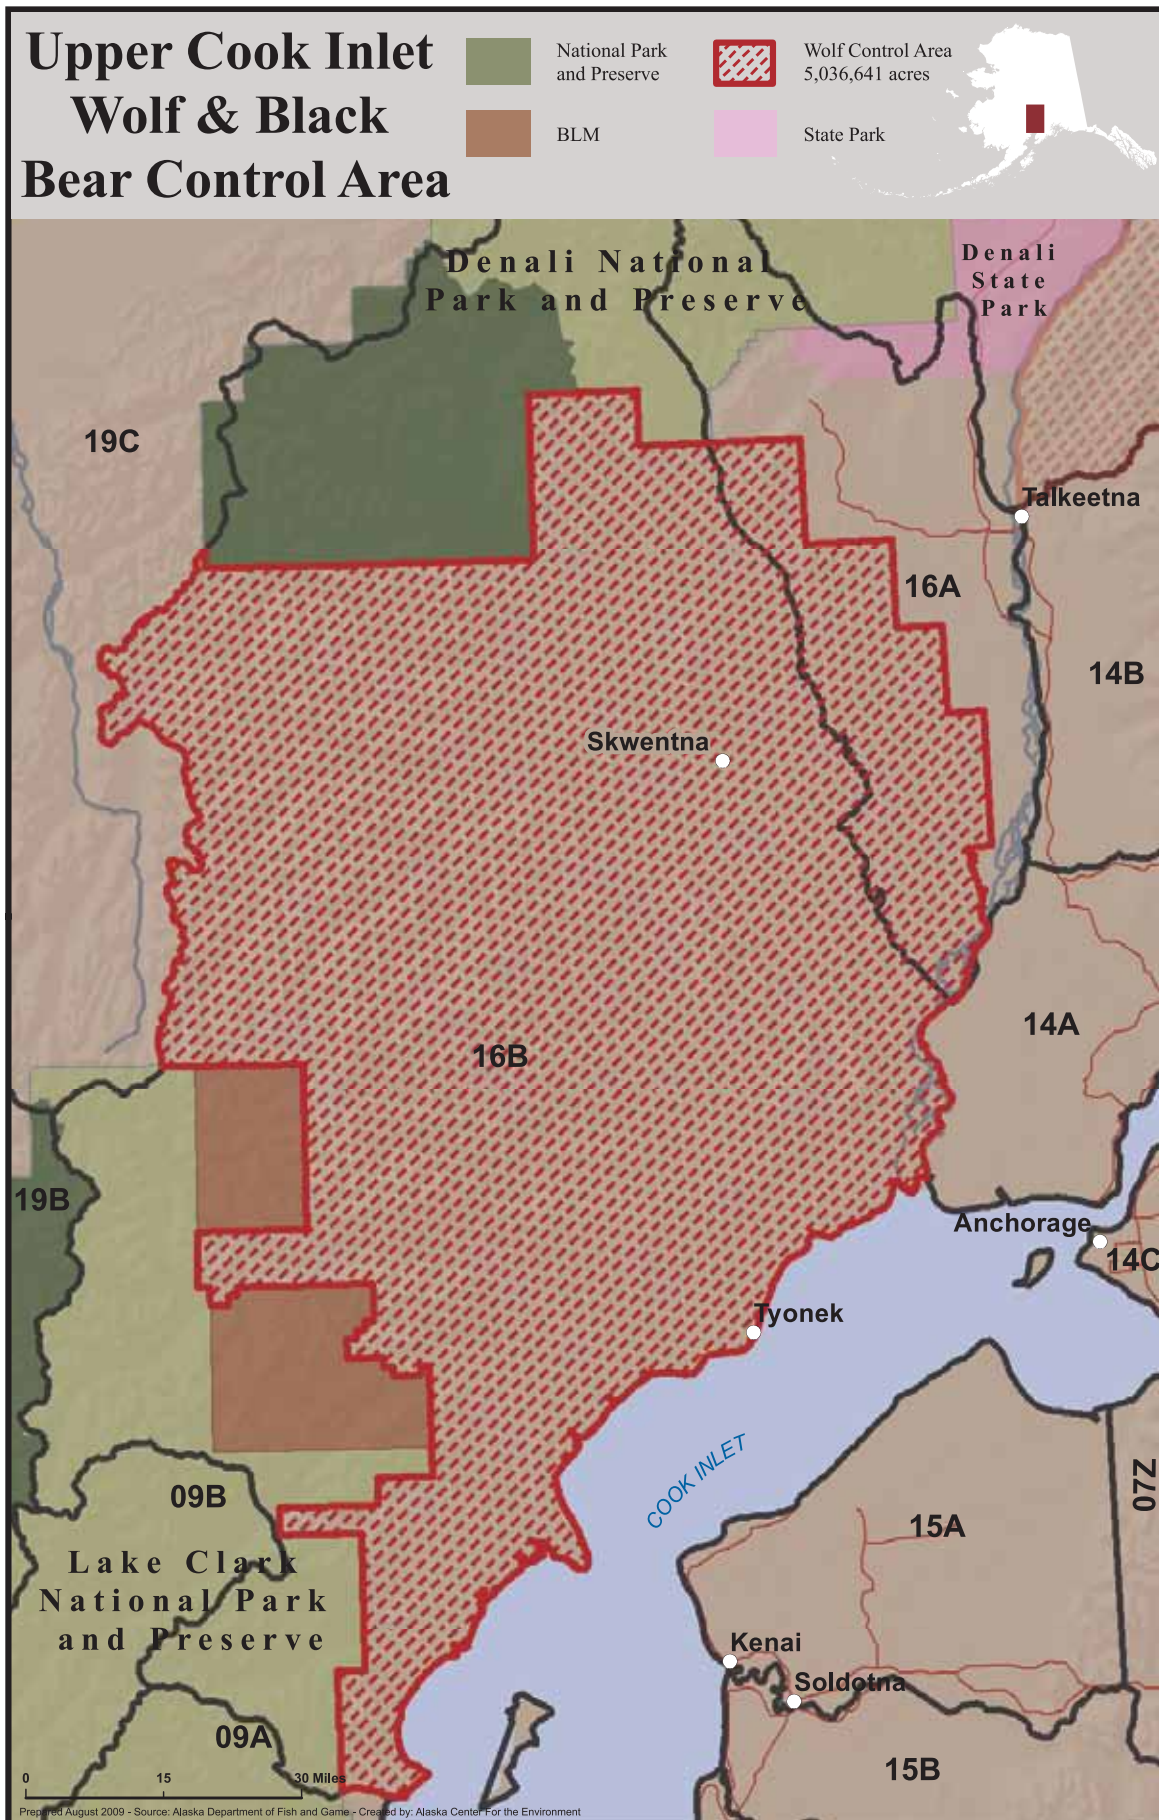 Upper Cook Inlet
Wolf & Black
Bear Control Area
National Park
and Preserve
BLM
Wolf Control Area
5,036,641 acres
State Park
Denali National
Park and Preserve
Denali
State
Park
19C
Talkeetna
16A
14B
Skwentna
16B
14A
19B
Anchorage
14C
Tyonek
COOK INLET
07Z
09B
15A
Lake Clark
National Park
and Preserve
Kenai
Soldotna
09A
15B
0 15 30 Miles
Prepared August 2009 - Source: Alaska Department of Fish and Game - Created by: Alaska Center For the Environment